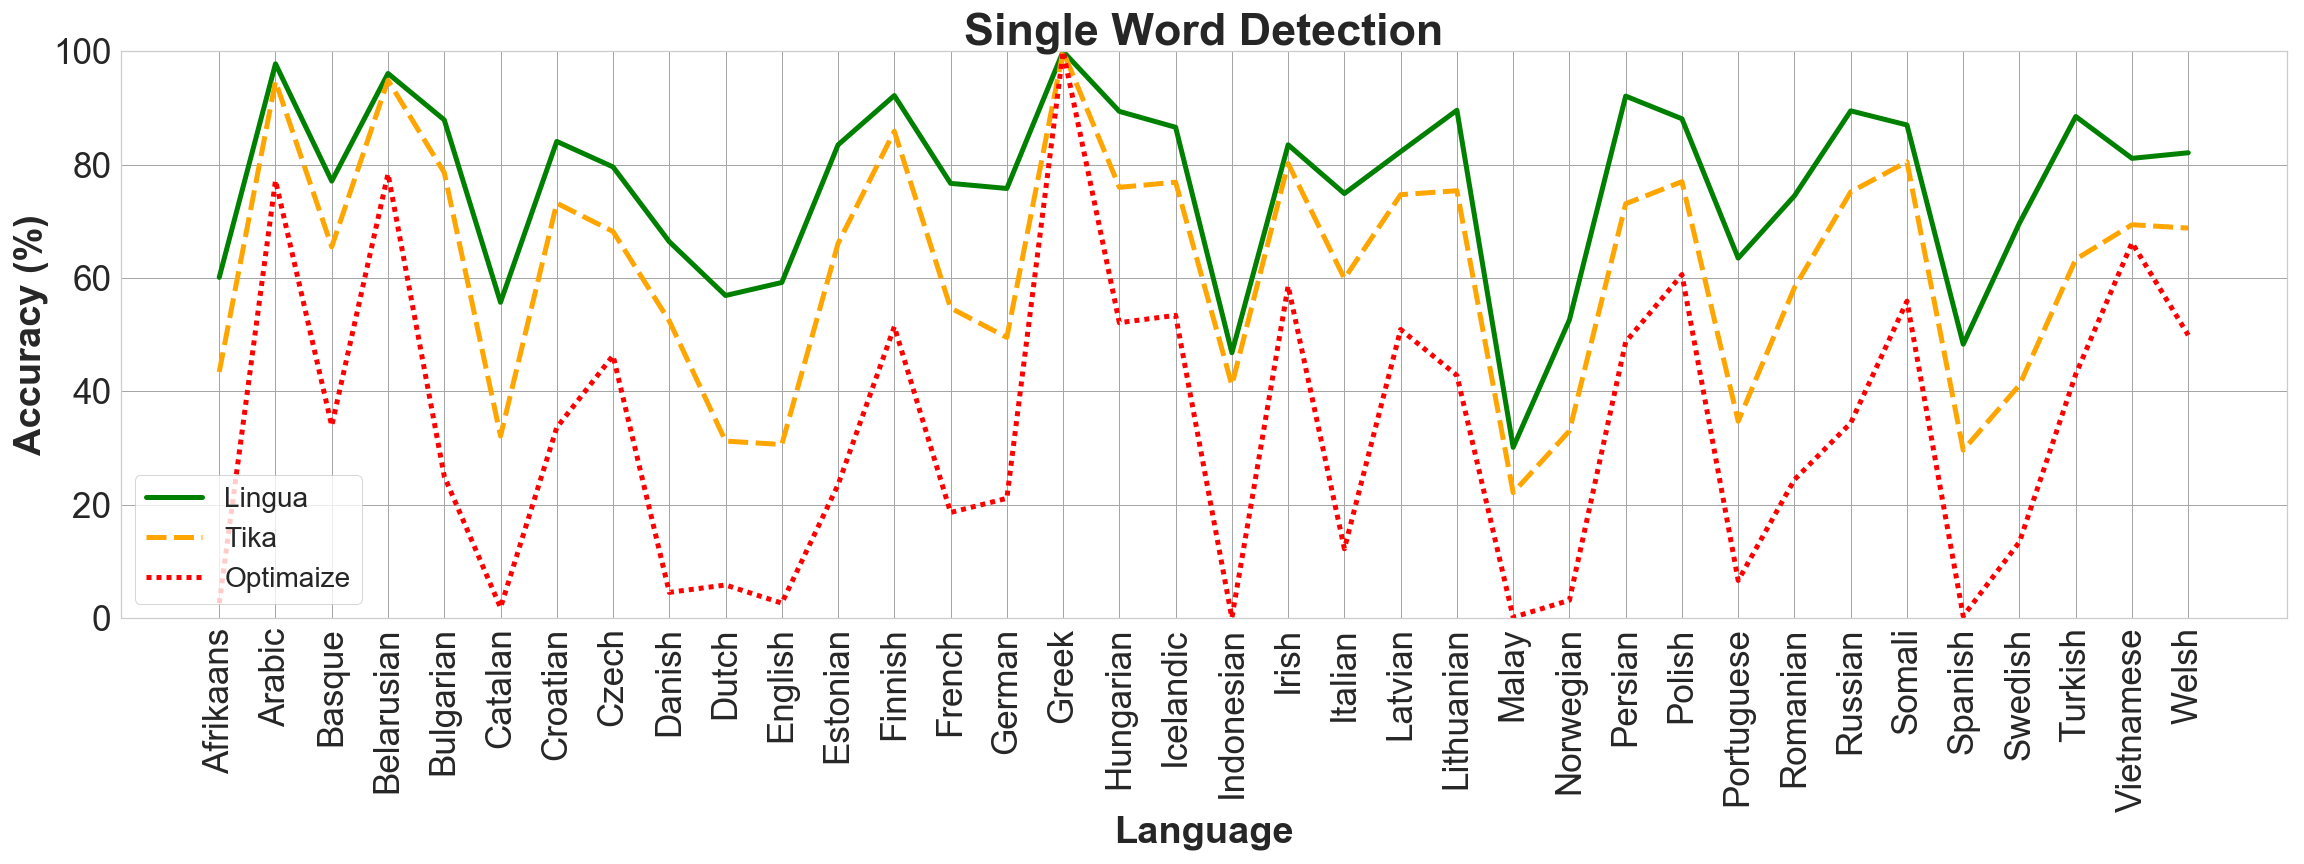 Single Word Detection
Accuracy (%)
100
80
60
40
20
0
Lingua
Tika
Optimaize
Afrikaans
Arabic
Basque
Belarusian
Bulgarian
Catalan
Croatian
Czech
Danish
Dutch
English
Estonian
Finnish
French
German
Greek
Hungarian
Icelandic
Indonesian
Irish
Italian
Latvian
Lithuanian
Malay
Norwegian
Persian
Polish
Portuguese
Romanian
Russian
Somali
Spanish
Swedish
Turkish
Vietnamese
Welsh
Language